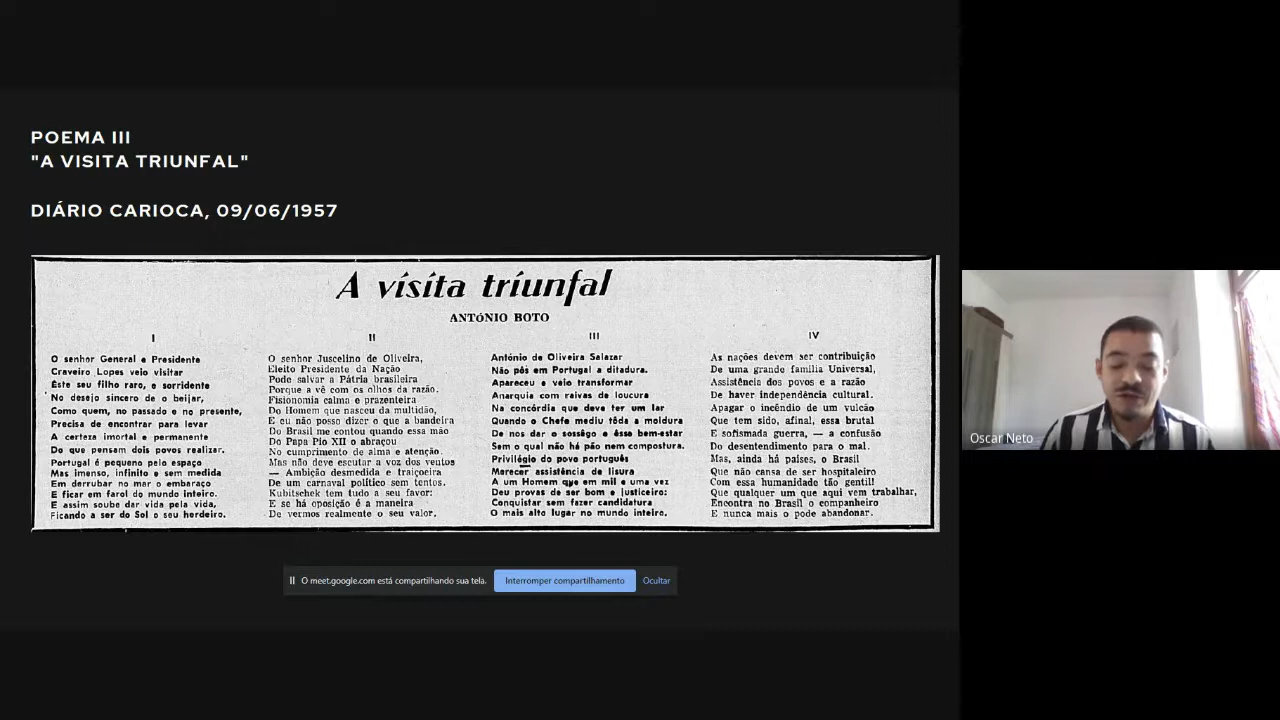 POEMA III
"A VISITA TRIUNFAL"
DIÁRIO CARIOCA, 09/06/1957
A visita triunfal
ANTÓNIO BOTO
I
O senhor General e Presidente
Craveiro Lopes veio visitar
Êste seu filho raro, e sorridente
No desejo sincero de o beijar,
Como quem, no passado e no presente,
Precisa de encontrar para levar
A certeza imortal e permanente
Do que pensam dois povos realizar.
Portugal é pequeno pelo espaço
Mas imenso, infinito e sem medida
Em derrubar no mar o embaraço
E ficar em farol do mundo inteiro.
E assim soube dar vida pela vida,
Ficando a ser do Sol o seu herdeiro.
II
O senhor Juscelino de Oliveira,
Eleito Presidente da Nação
Pode salvar a Pátria brasileira
Porque a vê com os olhos da razão.
Fisionomia calma e prazenteira
Do Homem que nasceu da multidão,
E eu não posso dizer o que a bandeira
Do Brasil me contou quando essa mão
Do Papa Pio XII o abraçou
No cumprimento de alma e atenção.
Mas não deve escutar a voz dos ventos
— Ambição desmedida e traiçoeira
De um carnaval político sem tentos.
Kubitschek tem tudo a seu favor:
E se há oposição é a maneira
De vermos realmente o seu valor.
III
António de Oliveira Salazar
Não pôs em Portugal a ditadura.
Apareceu e veio transformar
Anarquia com raivas de loucura
Na concórdia que deve ter um lar
Quando o Chefe mediu tôda a moldura
De nos dar o sossêgo e êsse bem-estar
Sem o qual não há pão nem compostura.
Privilégio do povo português
Merecer assistência de lisura
A um Homem que em mil e uma vez
Deu provas de ser bom e justiceiro:
Conquistar sem fazer candidatura
O mais alto lugar no mundo inteiro.
IV
As nações devem ser contribuição
De uma grande família Universal,
Assistência dos povos e a razão
De haver independência cultural.
Apagar o incêndio de um vulcão
Que tem sido, afinal, essa brutal
E sofismada guerra, — a confusão
Do desentendimento para o mal.
Mas, ainda há países, o Brasil
Que não cansa de ser hospitaleiro
Com essa humanidade tão gentil!
Que qualquer um que aqui vem trabalhar,
Encontra no Brasil o companheiro
E nunca mais o pode abandonar.
O meet.google.com está compartilhando sua tela.
Interromper compartilhamento
Ocultar
Oscar Neto